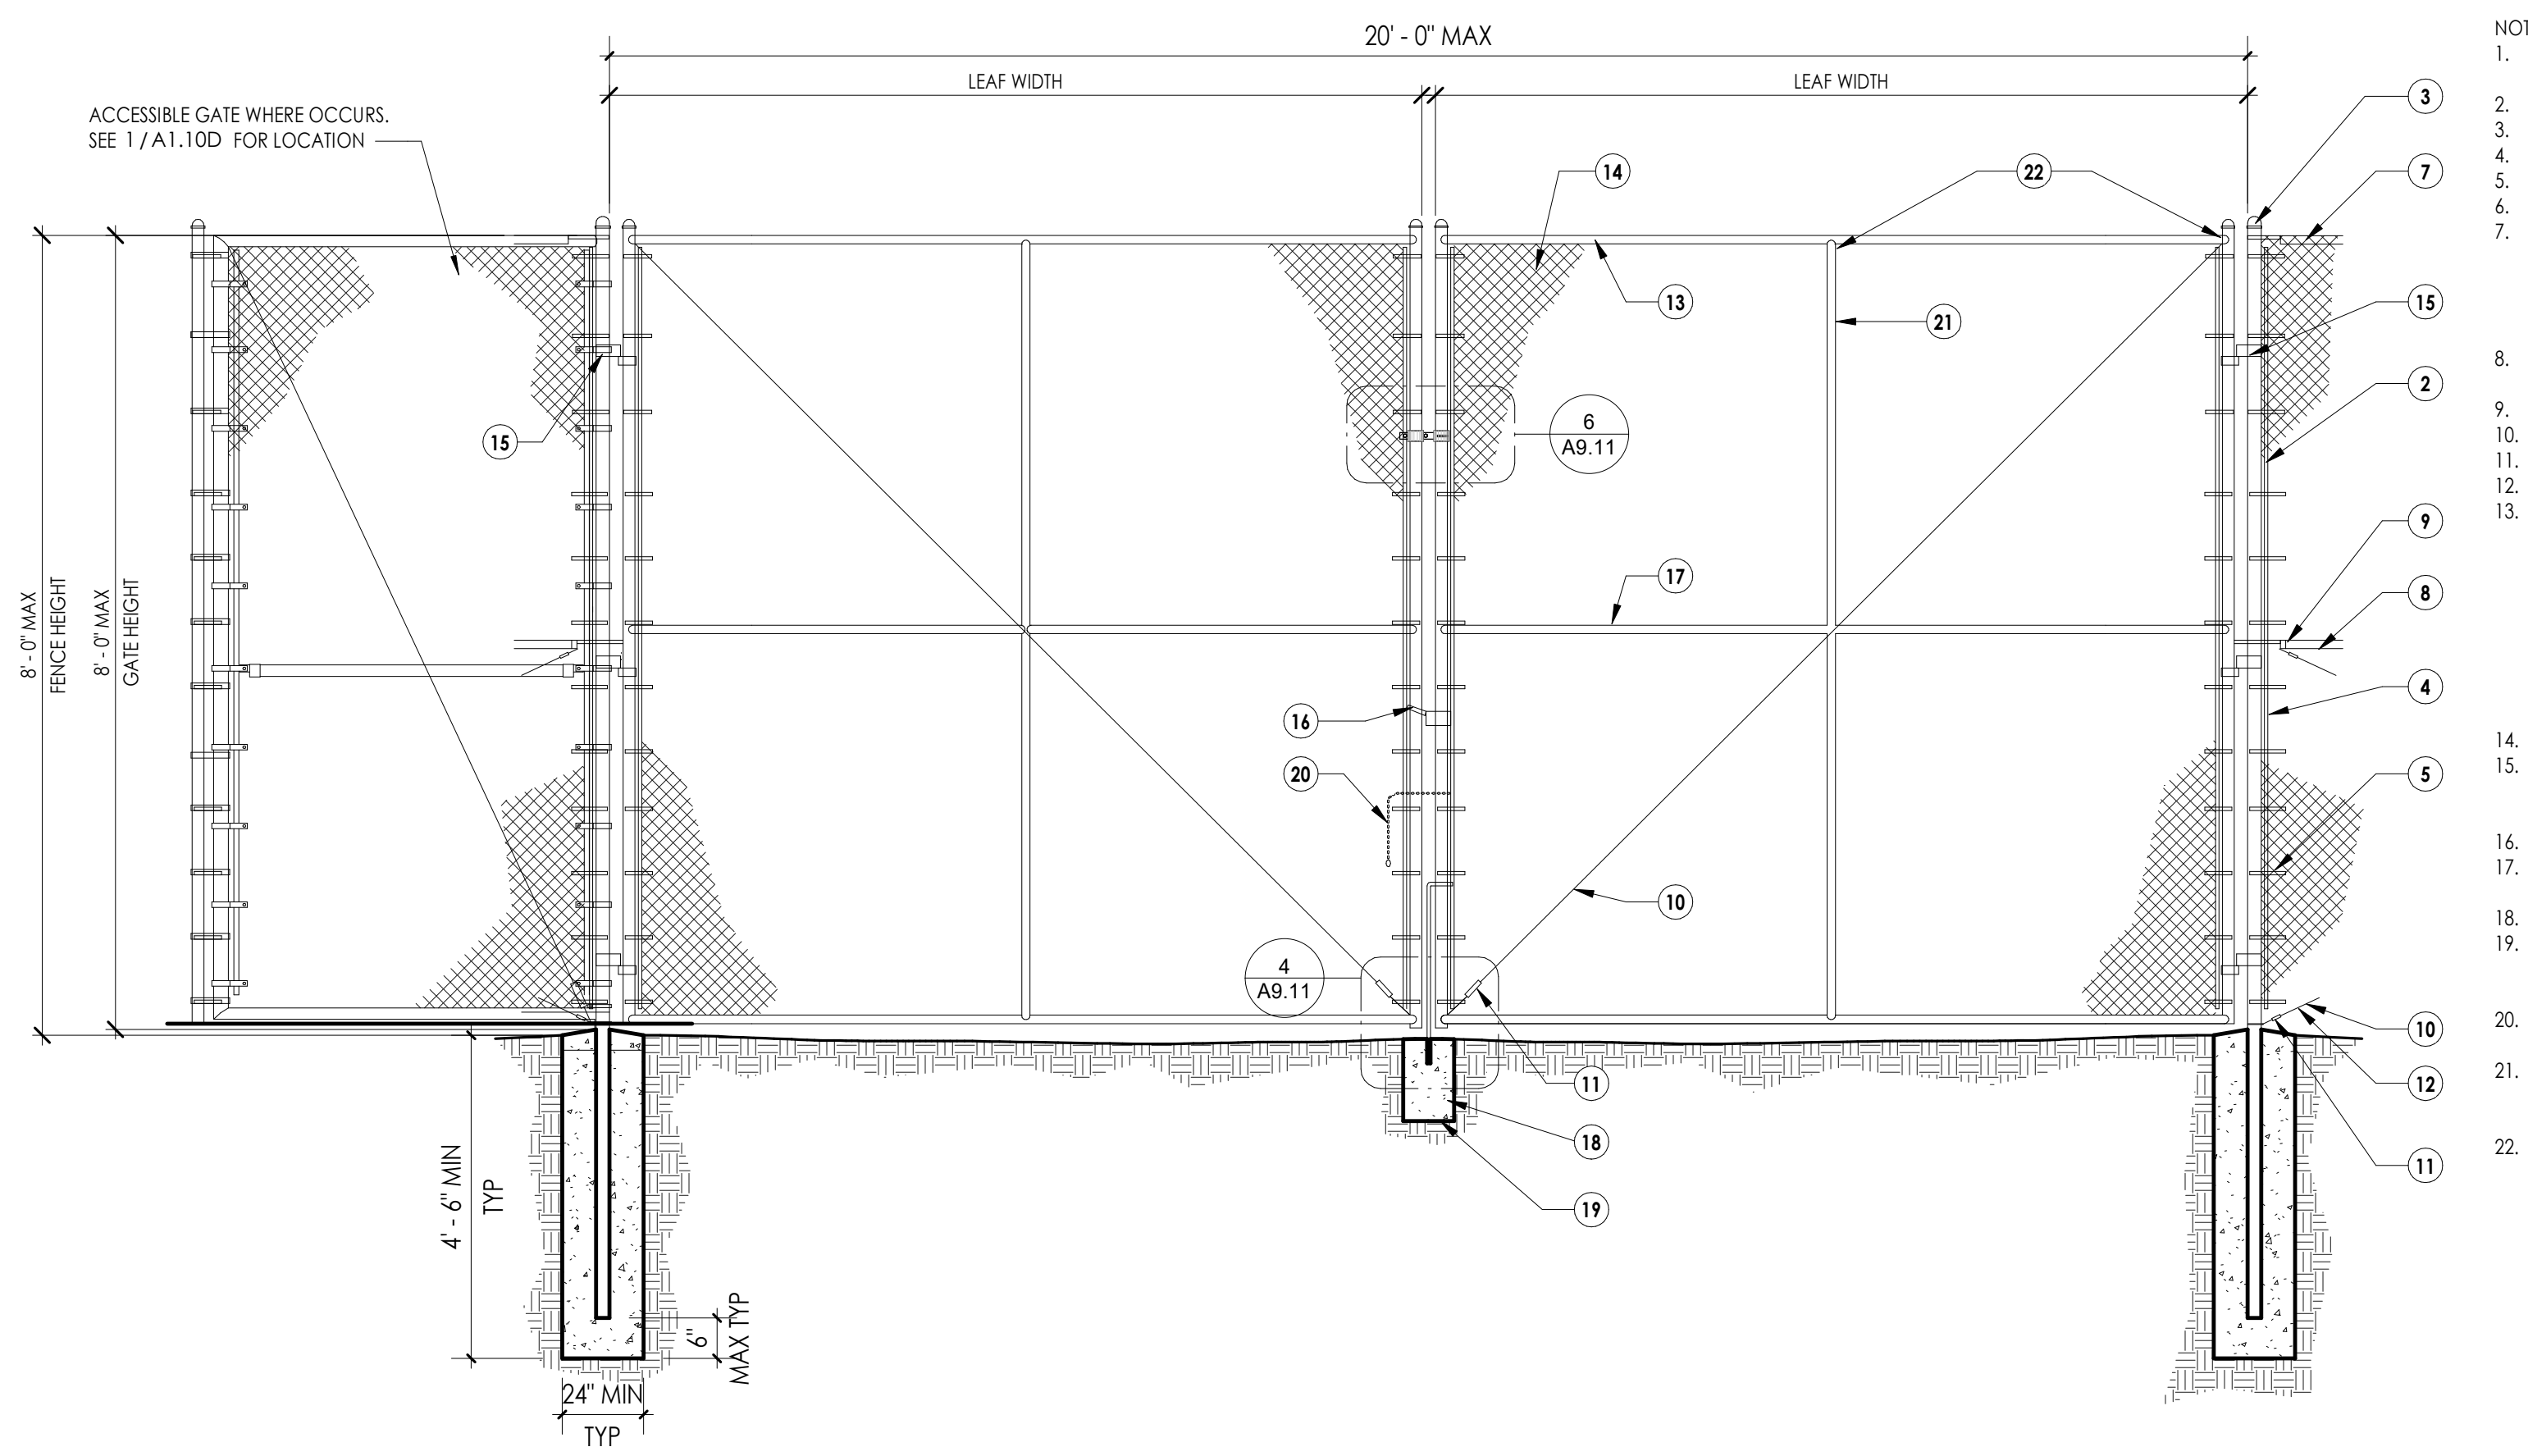 20' - 0" MAX
LEAF WIDTH
LEAF WIDTH
ACCESSIBLE GATE WHERE OCCURS.
SEE 1 / A1.10D FOR LOCATION
3
7
14
22
13
21
15
15
2
6
A9.11
9
17
8
8' - 0" MAX
FENCE HEIGHT
8' - 0" MAX
GATE HEIGHT
4
16
20
5
10
4
A9.11
10
11
12
18
11
19
4' - 6" MIN
TYP
6"
MAX TYP
24" MIN
TYP
NOT
1.
2.
3.
4.
5.
6.
7.
8.
9.
10.
11.
12.
13.
14.
15.
16.
17.
18.
19.
20.
21.
22.